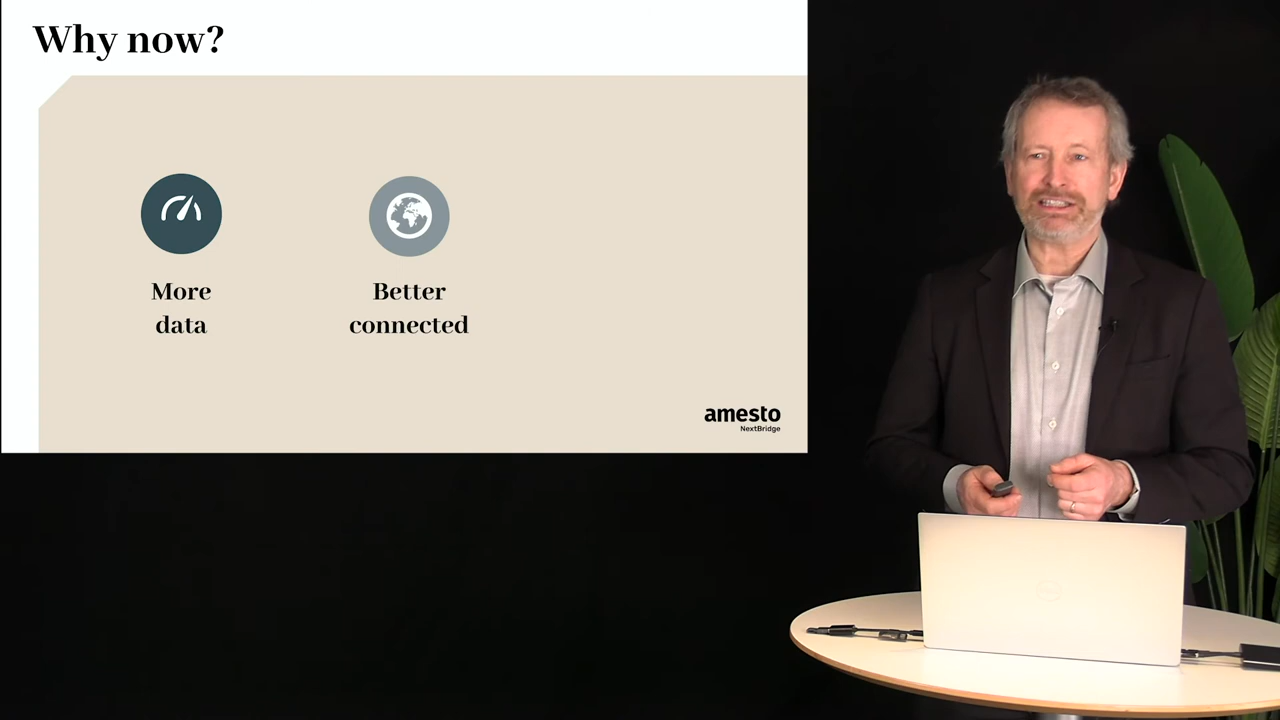 Why now?
More
data
Better
connected
amesto
NextBridge